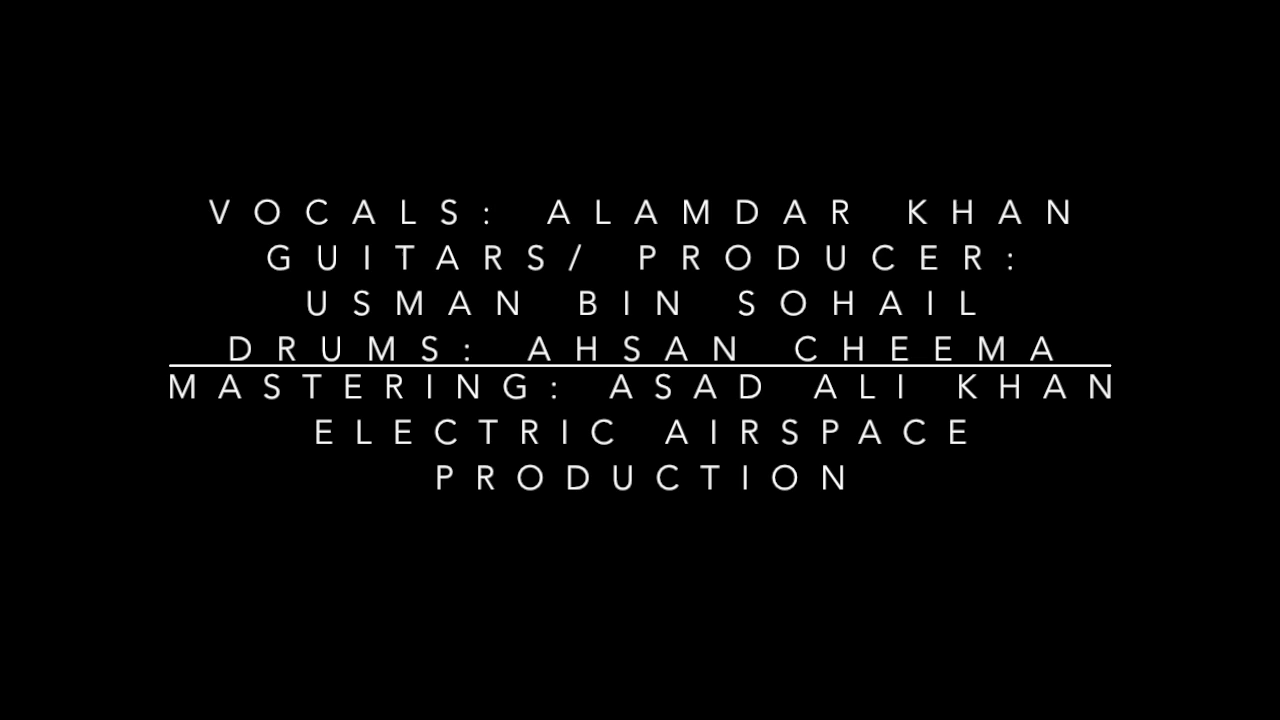 VOCALS: ALAMDAR KHAN
GUITARS/ PRODUCER:
USMAN BIN SOHAIL
DRUMS: AHSAN CHEEMA
MASTERING: ASAD ALI KHAN
ELECTRIC AIRSPACE
PRODUCTION